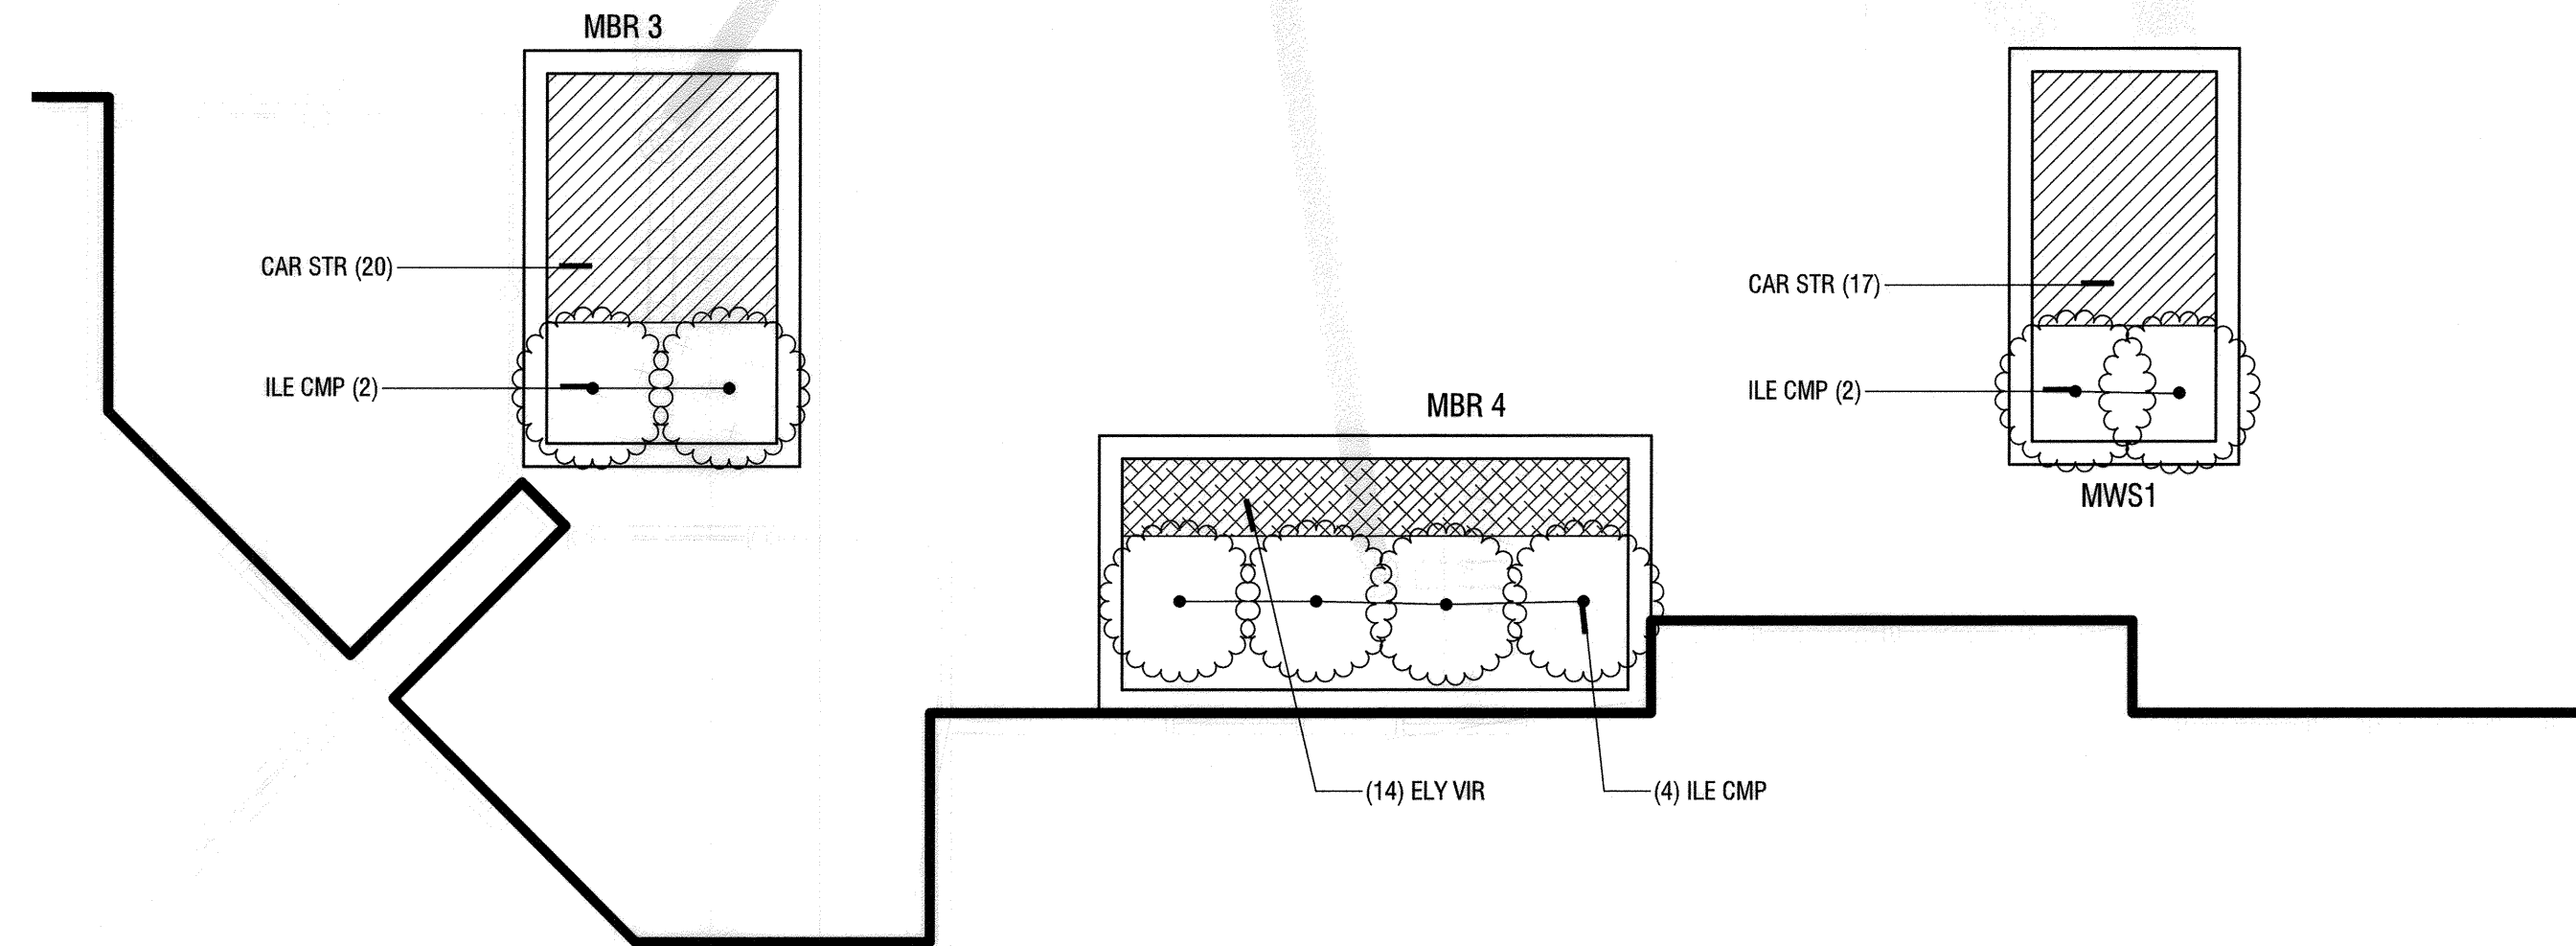 MBR 3
CAR STR (20)
ILE CMP (2)
MBR 4
(14) ELY VIR
(4) ILE CMP
CAR STR (17)
ILE CMP (2)
MWS1